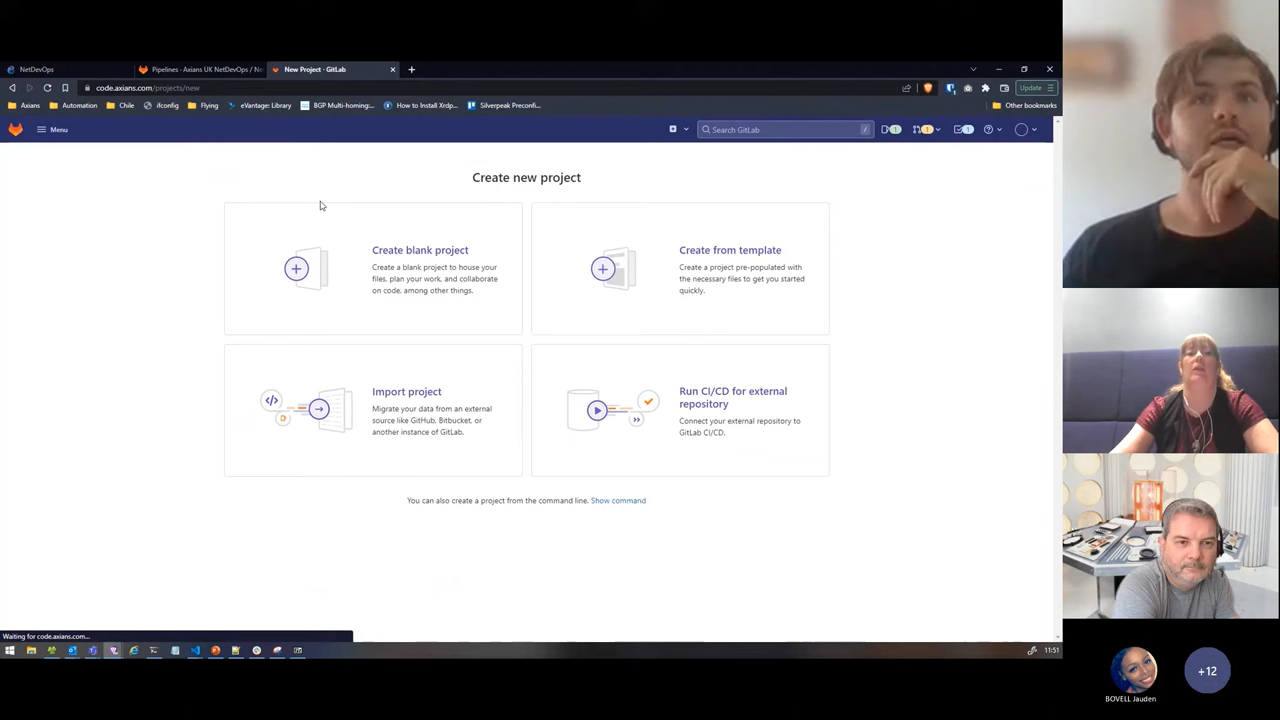 NetDevOps
Pipelines · Axians UK NetDevOps / Ne
New Project · GitLab
code.axians.com/projects/new
Update
Axians
Automation
Chile
ifconfig
Flying
eVantage: Library
BGP Multi-homing:...
How to Install Xrdp...
Silverpeak Preconfi...
Other bookmarks
Menu
Search GitLab
/
1
1
1
Create new project
Create blank project
Create a blank project to house your
files, plan your work, and collaborate
on code, among other things.
Create from template
Create a project pre-populated with
the necessary files to get you started
quickly.
Import project
Migrate your data from an external
source like GitHub, Bitbucket, or
another instance of GitLab.
Run CI/CD for external
repository
Connect your external repository to
GitLab CI/CD.
You can also create a project from the command line. Show command
Waiting for code.axians.com...
11:51
BOVELL Jauden
+12